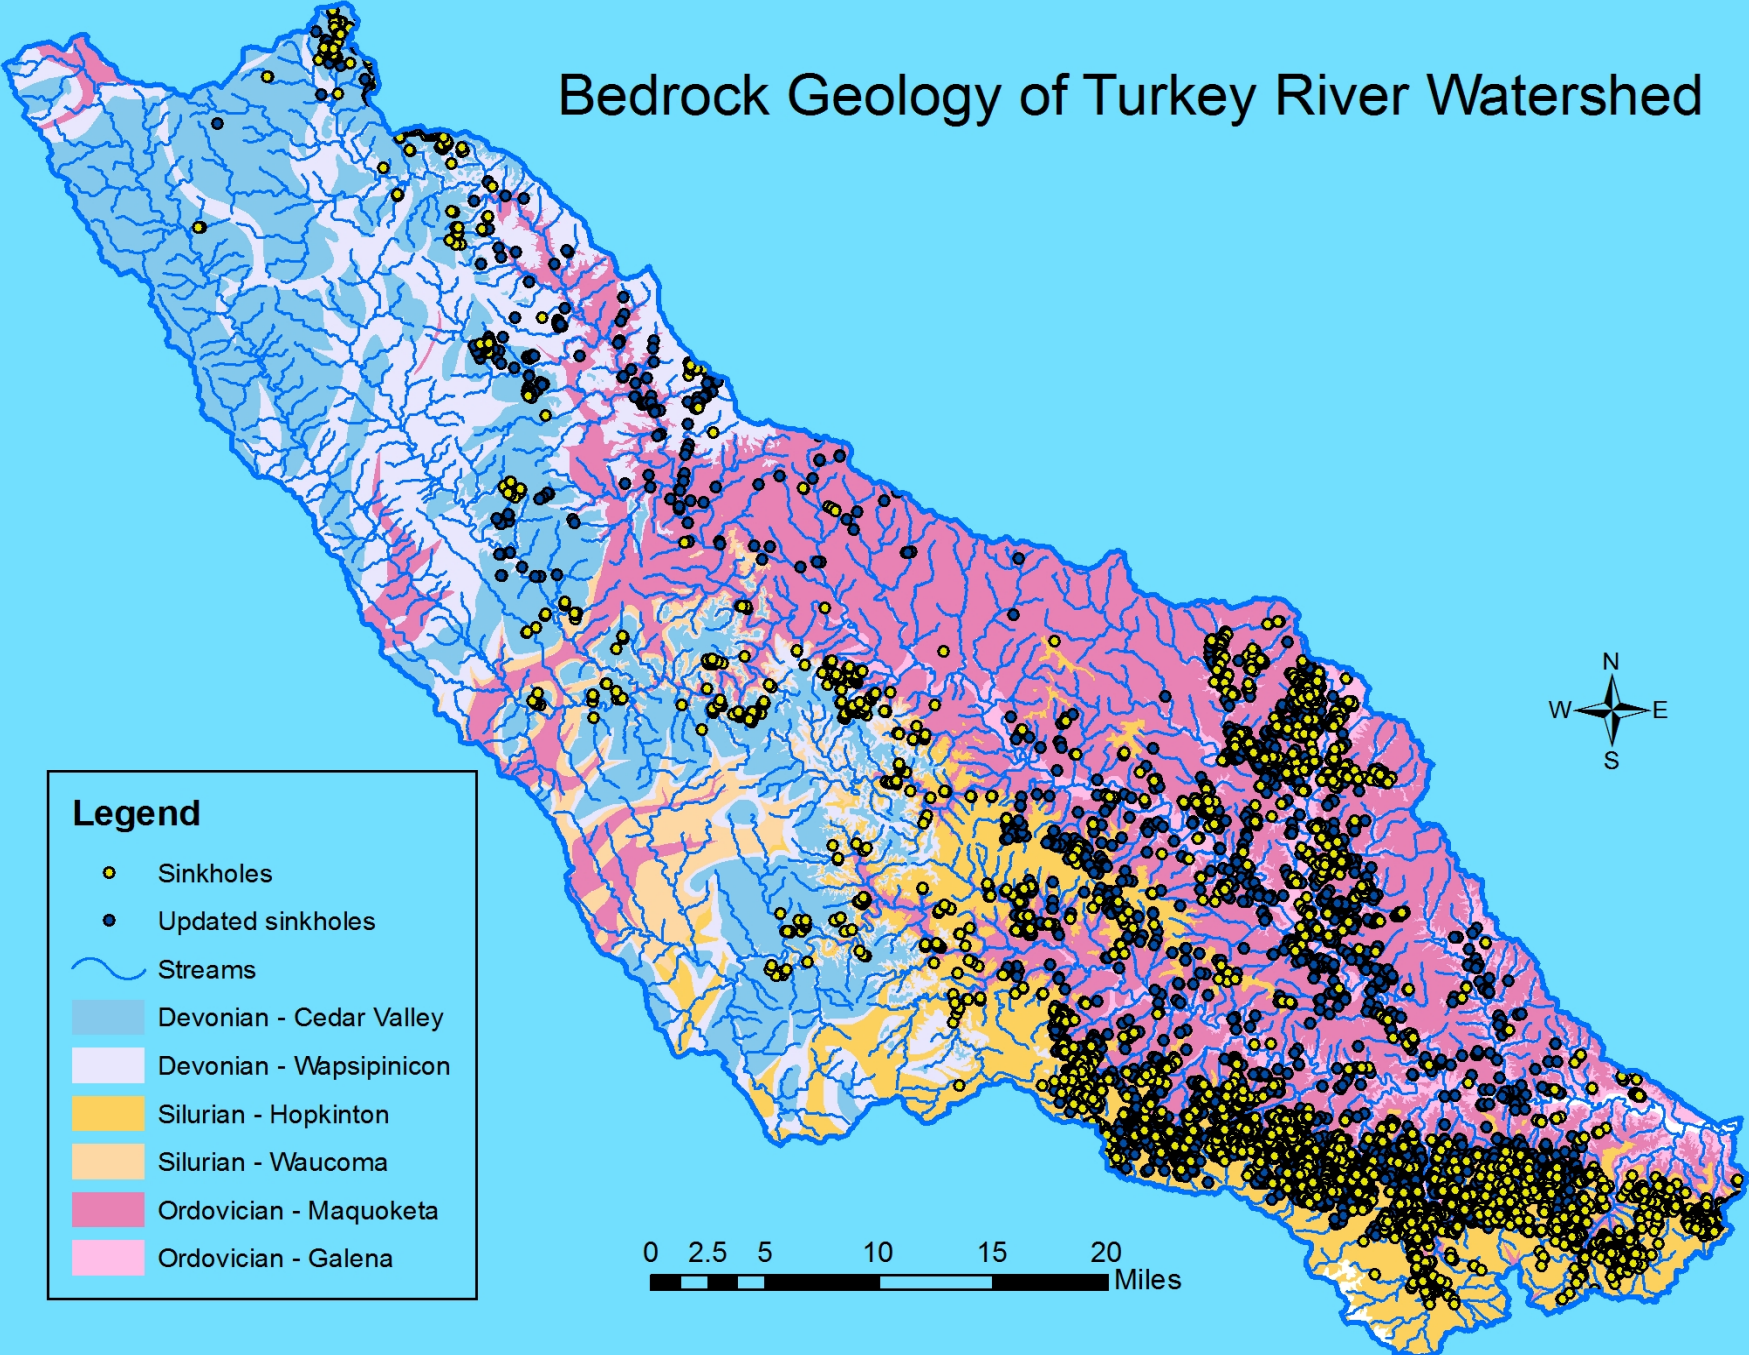 Bedrock Geology of Turkey River Watershed
N
W E
S
Legend
Sinkholes
Updated sinkholes
Streams
Devonian - Cedar Valley
Devonian - Wapsipinicon
Silurian - Hopkinton
Silurian - Waucoma
Ordovician - Maquoketa
Ordovician - Galena
0 2.5 5 10 15 20
Miles